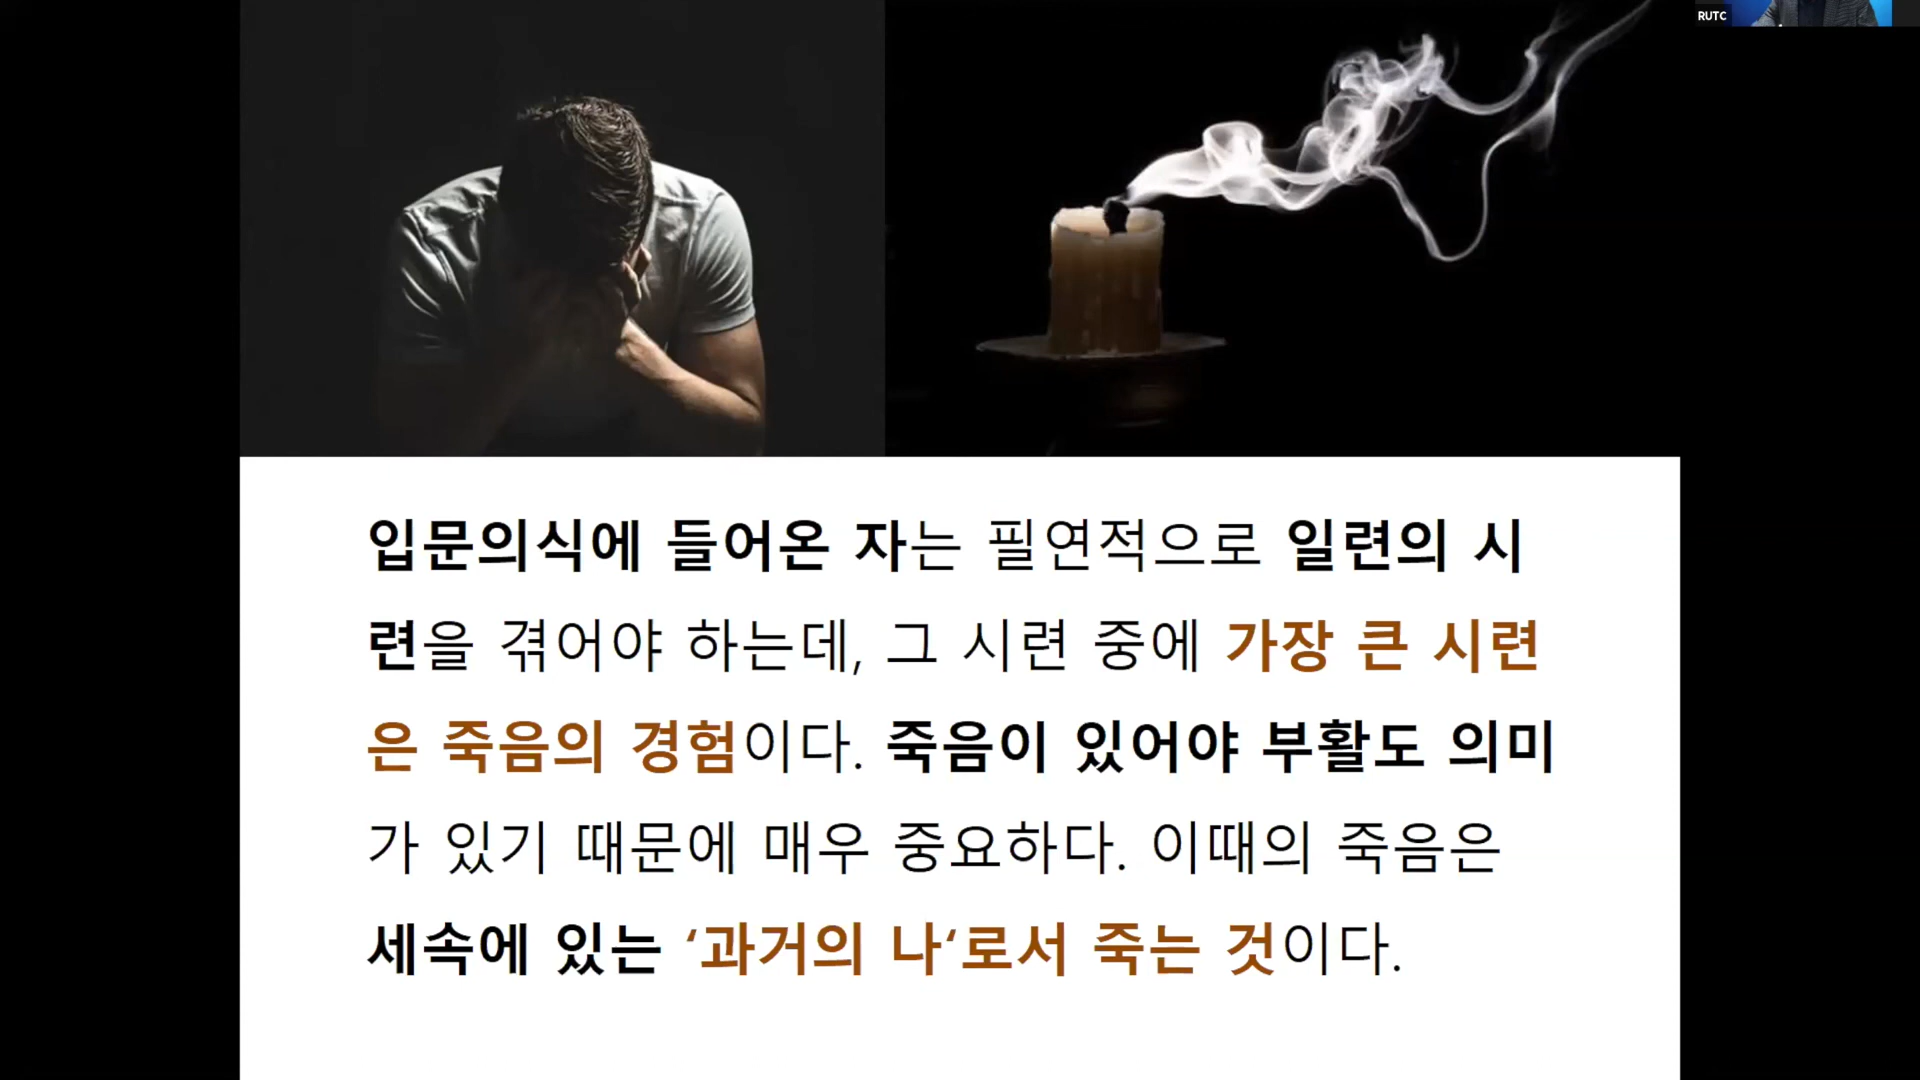 RUTC
입문의식에 들어온 자는 필연적으로 일련의 시
련을 겪어야 하는데, 그 시련 중에 가장 큰 시련
은 죽음의 경험이다. 죽음이 있어야 부활도 의미
가 있기 때문에 매우 중요하다. 이때의 죽음은
세속에 있는 ‘과거의 나‘로서 죽는 것이다.